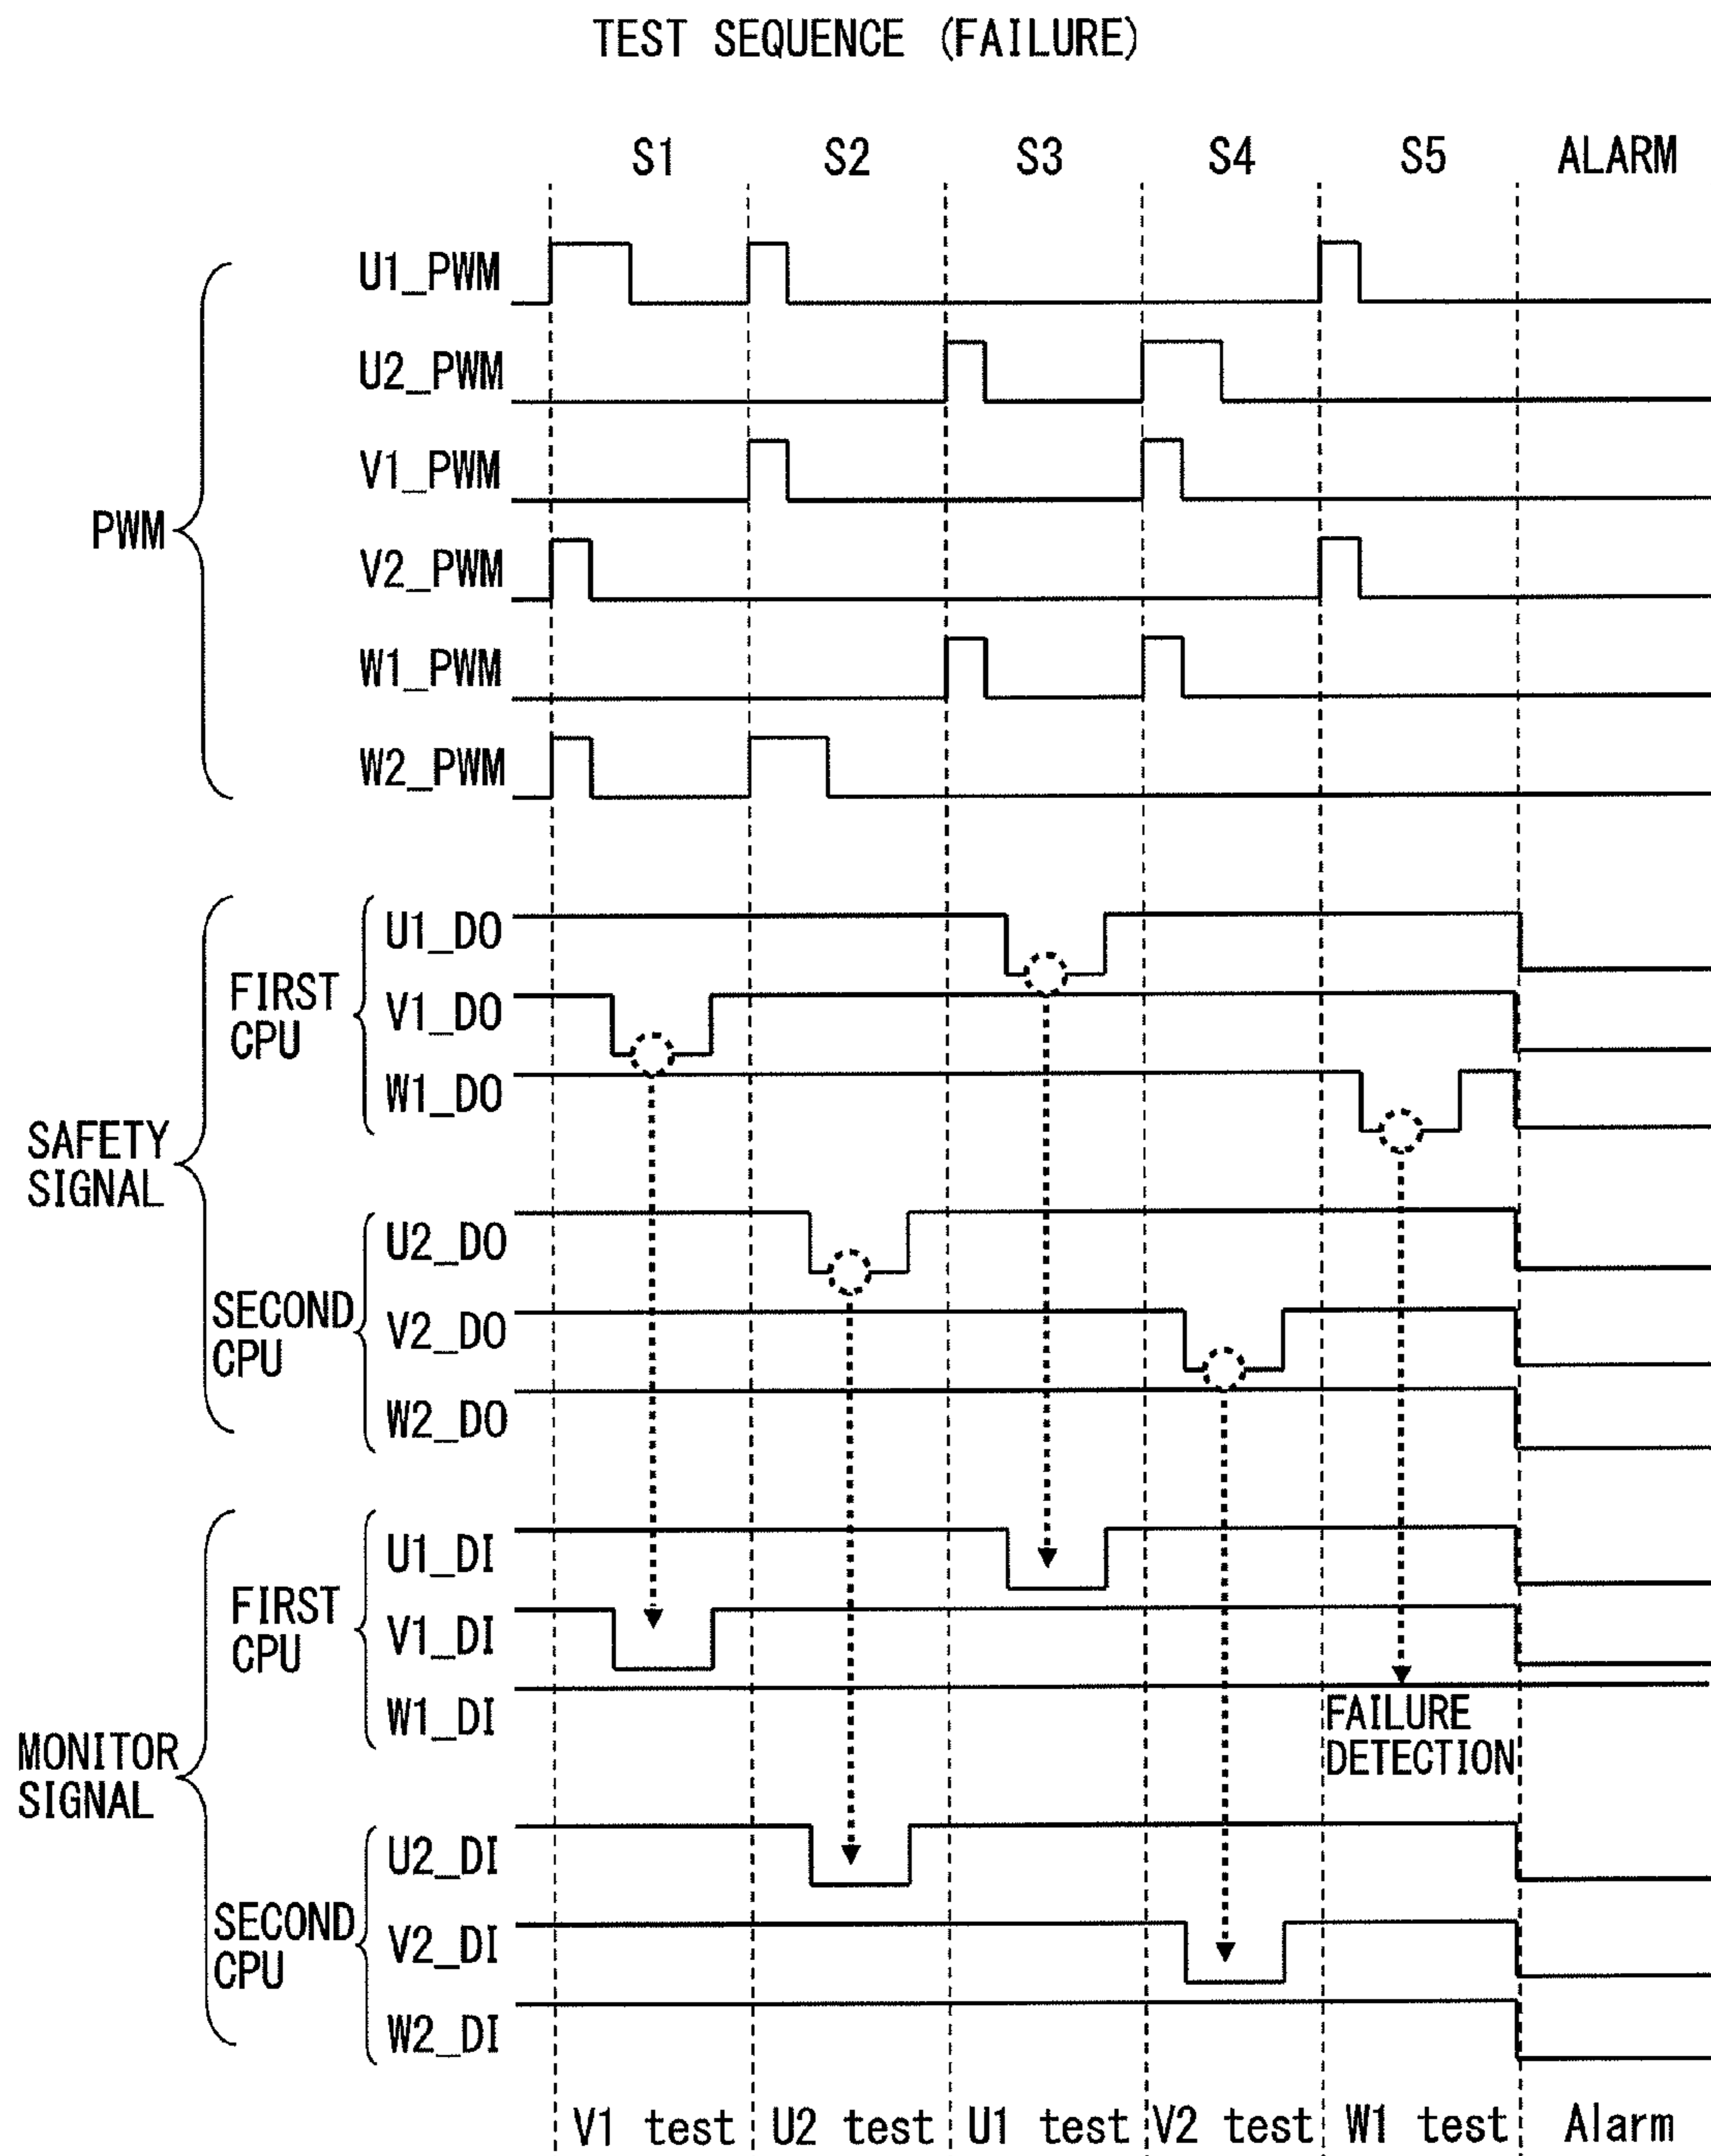 TEST SEQUENCE (FAILURE)
S1 S2 S3 S4 S5 ALARM
PWM
U1_PWM
U2_PWM
V1_PWM
V2_PWM
W1_PWM
W2_PWM
SAFETY
SIGNAL
FIRST
CPU
U1_DO
V1_DO
W1_DO
SECOND
CPU
U2_DO
V2_DO
W2_DO
MONITOR
SIGNAL
FIRST
CPU
U1_DI
V1_DI
W1_DI
FAILURE
DETECTION
SECOND
CPU
U2_DI
V2_DI
W2_DI
V1 test U2 test U1 test V2 test W1 test Alarm